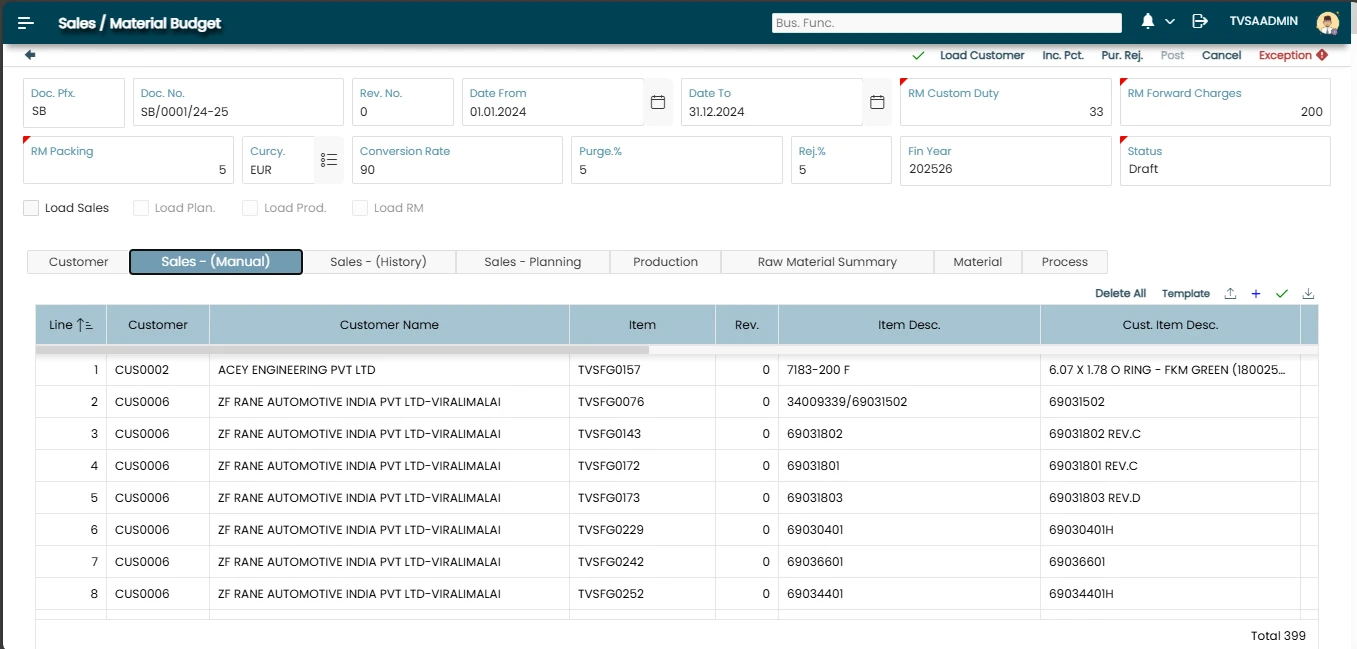 Sales / Material Budget
Bus. Func.
TVSAADMIN
Load Customer Inc. Pct. Pur. Rej. Post Cancel Exception
Doc. Pfx. Doc. No. Rev. No. Date From Date To RM Custom Duty RM Forward Charges
SB SB/0001/24-25 0 01.01.2024 31.12.2024 33 200
RM Packing Curcy. Conversion Rate Purge.% Rej.% Fin Year Status
5 EUR 90 5 5 202526 Draft
Load Sales Load Plan. Load Prod. Load RM
Customer Sales - (Manual) Sales - (History) Sales - Planning Production Raw Material Summary Material Process
Delete All Template
Line Customer Customer Name Item Rev. Item Desc. Cust. Item Desc.
1 CUS0002 ACEY ENGINEERING PVT LTD TVSFG0157 0 7183-200 F 6.07 X 1.78 O RING - FKM GREEN (180025...
2 CUS0006 ZF RANE AUTOMOTIVE INDIA PVT LTD-VIRALIMALAI TVSFG0076 0 34009339/69031502 69031502
3 CUS0006 ZF RANE AUTOMOTIVE INDIA PVT LTD-VIRALIMALAI TVSFG0143 0 69031802 69031802 REV.C
4 CUS0006 ZF RANE AUTOMOTIVE INDIA PVT LTD-VIRALIMALAI TVSFG0172 0 69031801 69031801 REV.C
5 CUS0006 ZF RANE AUTOMOTIVE INDIA PVT LTD-VIRALIMALAI TVSFG0173 0 69031803 69031803 REV.D
6 CUS0006 ZF RANE AUTOMOTIVE INDIA PVT LTD-VIRALIMALAI TVSFG0229 0 69030401 69030401H
7 CUS0006 ZF RANE AUTOMOTIVE INDIA PVT LTD-VIRALIMALAI TVSFG0242 0 69036601 69036601
8 CUS0006 ZF RANE AUTOMOTIVE INDIA PVT LTD-VIRALIMALAI TVSFG0252 0 69034401 69034401H
Total 399